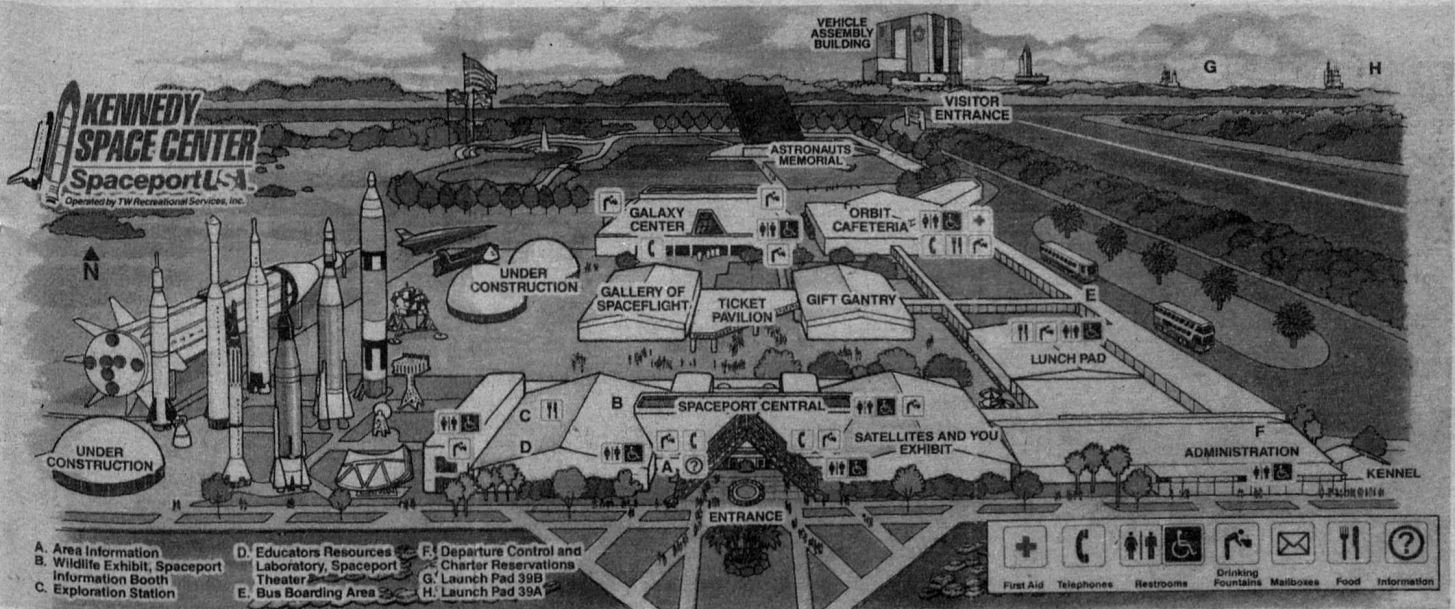 VEHICLE
ASSEMBLY
BUILDING
G
H
KENNEDY
SPACE CENTER
Spaceport USA
Operated by TW Recreational Services, Inc.
VISITOR
ENTRANCE
ASTRONAUTS
MEMORIAL
N
GALAXY
CENTER
ORBIT
CAFETERIA
UNDER
CONSTRUCTION
GALLERY OF
SPACEFLIGHT
TICKET
PAVILION
GIFT GANTRY
E
LUNCH PAD
C
B
SPACEPORT CENTRAL
D
SATELLITES AND YOU
EXHIBIT
A
?
F
ADMINISTRATION
KENNEL
UNDER
CONSTRUCTION
ENTRANCE
A. Area Information
B. Wildlife Exhibit, Spaceport
Information Booth
C. Exploration Station
D. Educators Resources
Laboratory, Spaceport
Theater
E. Bus Boarding Area
F. Departure Control and
Charter Reservations
G. Launch Pad 39B
H. Launch Pad 39A
?
First Aid
Telephones
Restrooms
Drinking
Fountains
Mailboxes
Food
Information